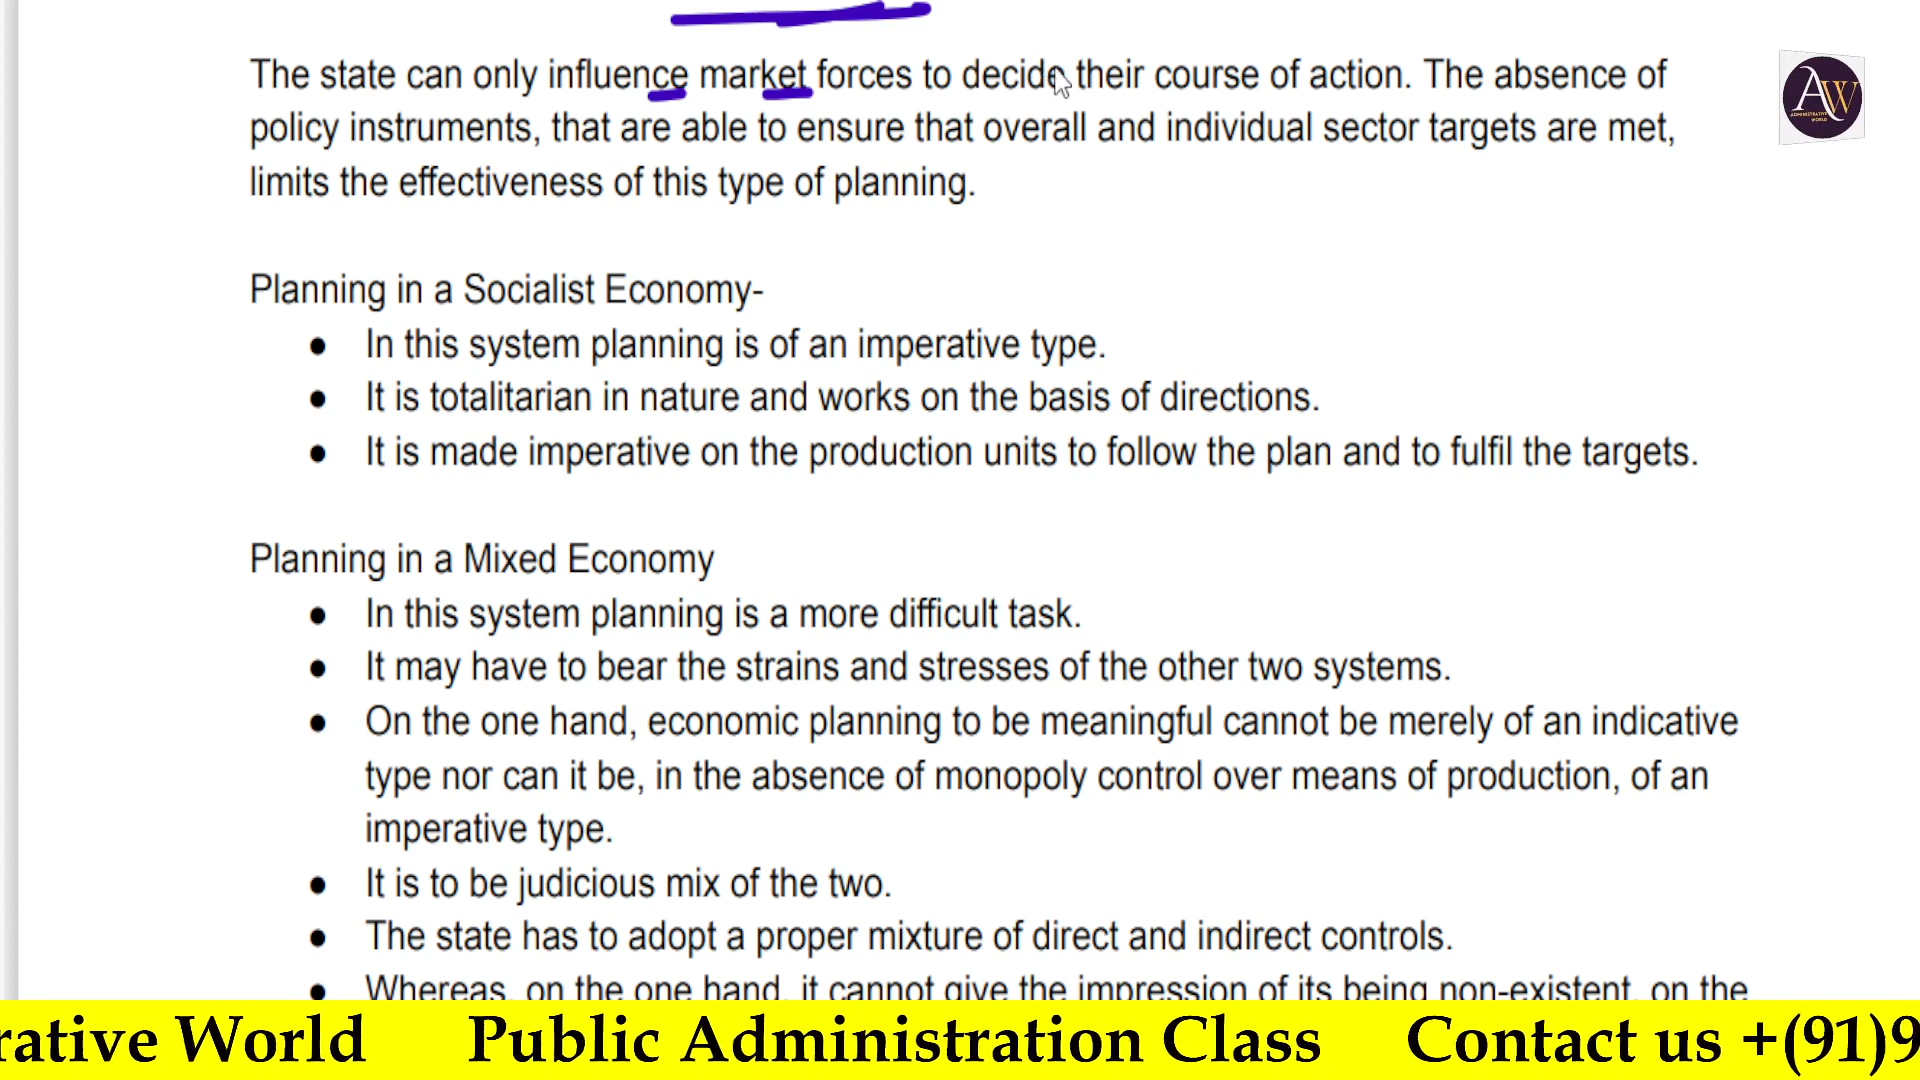 The state can only influence market forces to decide their course of action. The absence of
policy instruments, that are able to ensure that overall and individual sector targets are met,
limits the effectiveness of this type of planning.
AW
ADMINISTRATIVE
WORLD
Planning in a Socialist Economy-
● In this system planning is of an imperative type.
● It is totalitarian in nature and works on the basis of directions.
● It is made imperative on the production units to follow the plan and to fulfil the targets.
Planning in a Mixed Economy
● In this system planning is a more difficult task.
● It may have to bear the strains and stresses of the other two systems.
● On the one hand, economic planning to be meaningful cannot be merely of an indicative
type nor can it be, in the absence of monopoly control over means of production, of an
imperative type.
● It is to be judicious mix of the two.
● The state has to adopt a proper mixture of direct and indirect controls.
● Whereas, on the one hand, it cannot give the impression of its being non-existent, on the
rative World Public Administration Class Contact us +(91)9